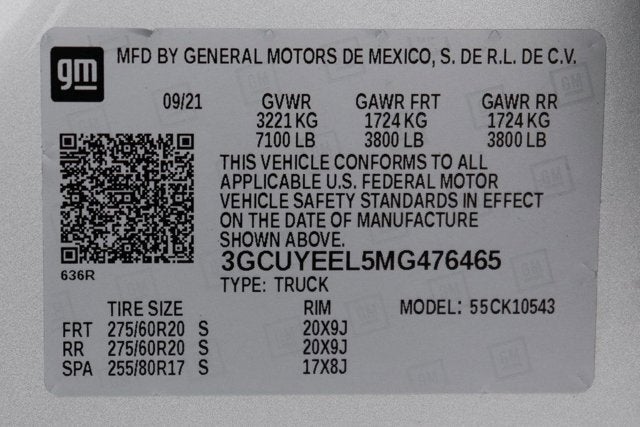 gm
MFD BY GENERAL MOTORS DE MEXICO, S. DE R.L. DE C.V.
09/21 GVWR GAWR FRT GAWR RR
3221 KG 1724 KG 1724 KG
7100 LB 3800 LB 3800 LB
THIS VEHICLE CONFORMS TO ALL
APPLICABLE U.S. FEDERAL MOTOR
VEHICLE SAFETY STANDARDS IN EFFECT
ON THE DATE OF MANUFACTURE
SHOWN ABOVE.
636R
3GCUYEEL5MG476465
TYPE: TRUCK
TIRE SIZE RIM MODEL: 55CK10543
FRT 275/60R20 S 20X9J
RR 275/60R20 S 20X9J
SPA 255/80R17 S 17X8J